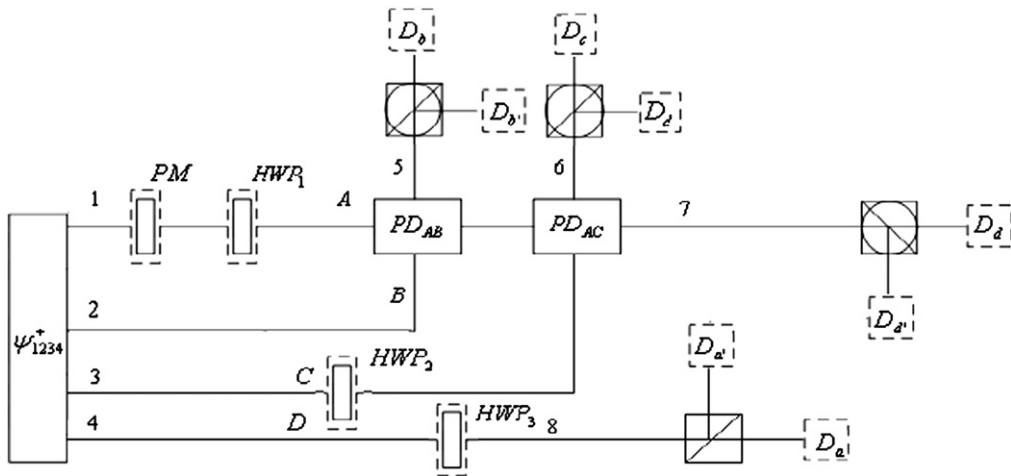 D_b
D_c
D_b'
D_d
5
6
1
PM
HWP_1
A
PD_AB
PD_AC
7
D_d
2
B
D_d'
ψ^+_1234
D_a'
3
C
HWP_2
4
D
HWP_3
8
D_a